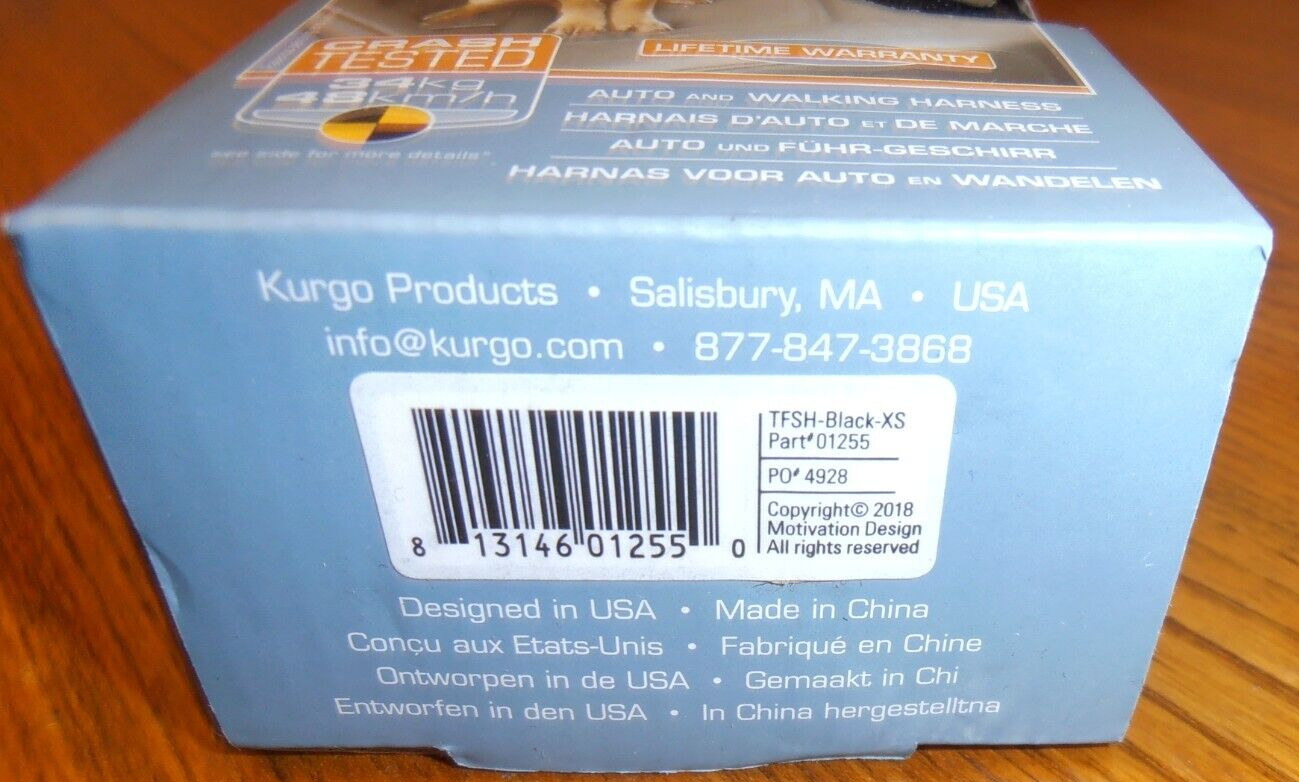 CRASH
TESTED
34kg
48km/h
see side for more details*
LIFETIME WARRANTY
AUTO AND WALKING HARNESS
HARNAIS D'AUTO ET DE MARCHE
AUTO UND FÜHR-GESCHIRR
HARNAS VOOR AUTO EN WANDELEN
Kurgo Products • Salisbury, MA • USA
info@kurgo.com • 877-847-3868
TFSH-Black-XS
Part# 01255
PO# 4928
Copyright© 2018
Motivation Design
All rights reserved
8 13146 01255 0
Designed in USA • Made in China
Conçu aux Etats-Unis • Fabriqué en Chine
Ontworpen in de USA • Gemaakt in Chi
Entworfen in den USA • In China hergestelltna